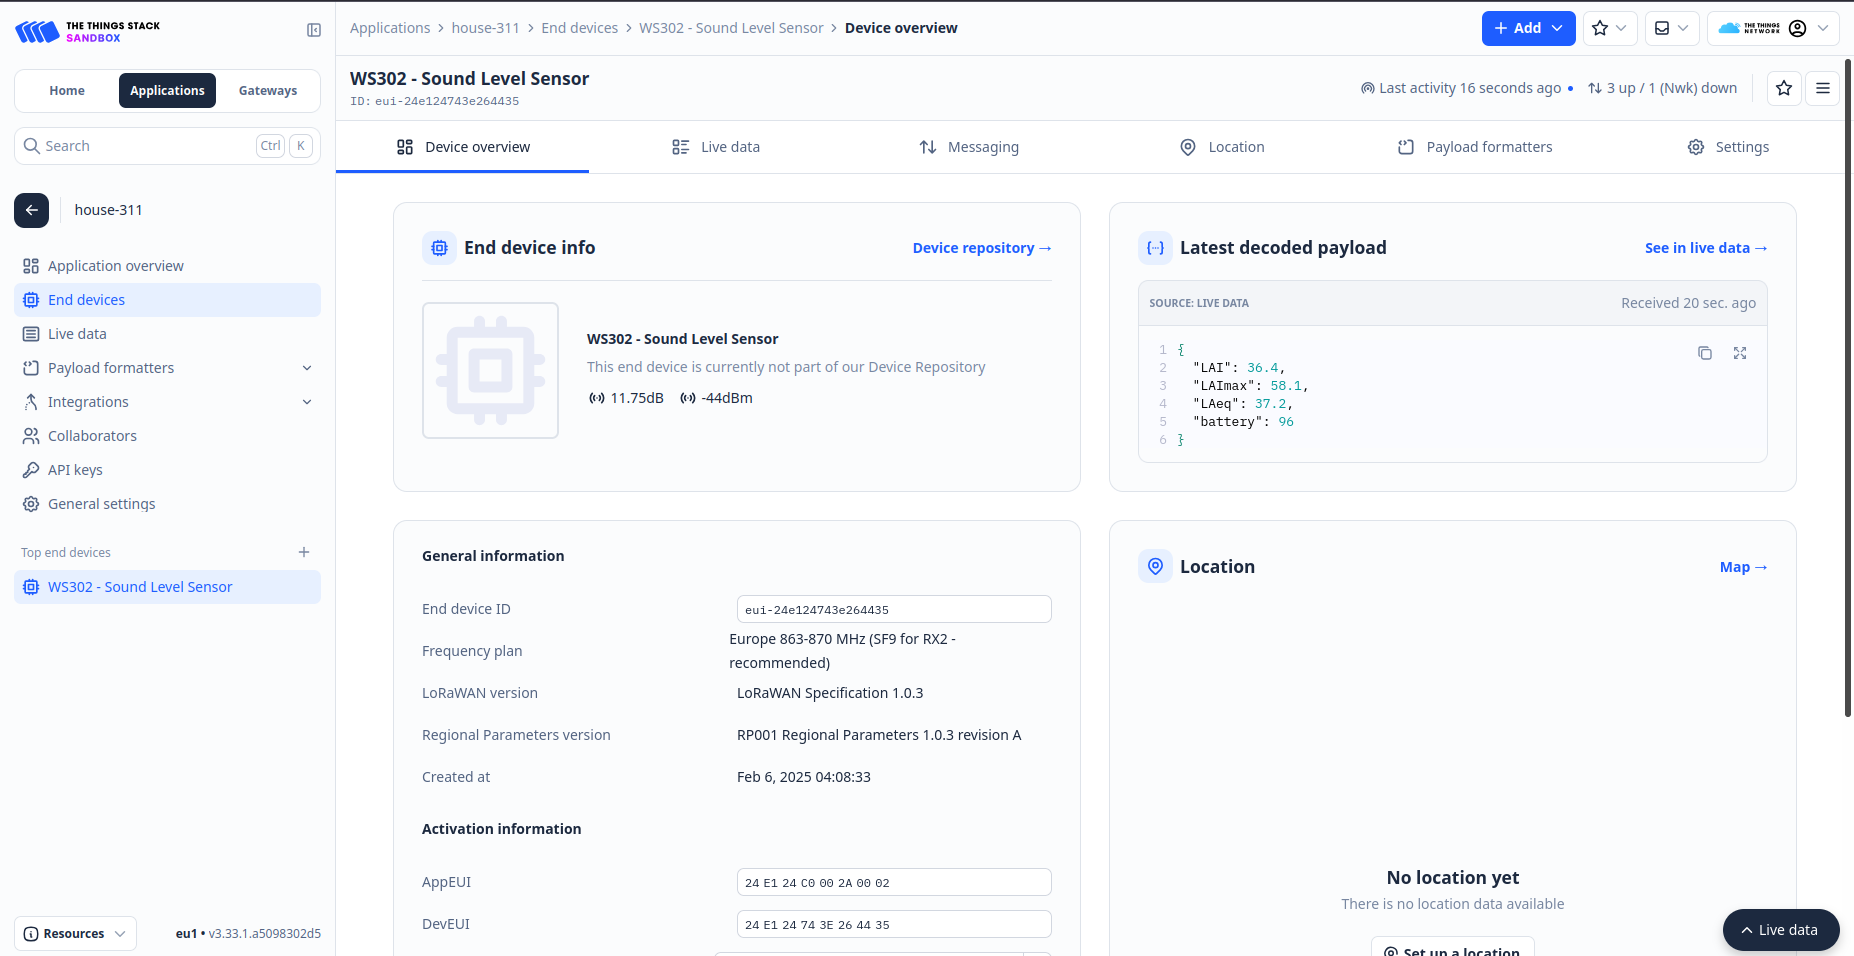 THE THINGS STACK
SANDBOX
Applications > house-311 > End devices > WS302 - Sound Level Sensor > Device overview
+ Add
THE THINGS
NETWORK
Home
Applications
Gateways
Search
Ctrl
K
house-311
Application overview
End devices
Live data
Payload formatters
Integrations
Collaborators
API keys
General settings
Top end devices
WS302 - Sound Level Sensor
Resources
eu1 • v3.33.1.a5098302d5
WS302 - Sound Level Sensor
ID: eui-24e124743e264435
Last activity 16 seconds ago • 3 up / 1 (Nwk) down
Device overview
Live data
Messaging
Location
Payload formatters
Settings
End device info
Device repository →
WS302 - Sound Level Sensor
This end device is currently not part of our Device Repository
11.75dB
-44dBm
Latest decoded payload
See in live data →
SOURCE: LIVE DATA
Received 20 sec. ago
1 {
2 "LAI": 36.4,
3 "LAImax": 58.1,
4 "LAeq": 37.2,
5 "battery": 96
6 }
General information
End device ID
eui-24e124743e264435
Frequency plan
Europe 863-870 MHz (SF9 for RX2 -
recommended)
LoRaWAN version
LoRaWAN Specification 1.0.3
Regional Parameters version
RP001 Regional Parameters 1.0.3 revision A
Created at
Feb 6, 2025 04:08:33
Activation information
AppEUI
24 E1 24 C0 00 2A 00 02
DevEUI
24 E1 24 74 3E 26 44 35
Location
Map →
No location yet
There is no location data available
Set up a location
Live data